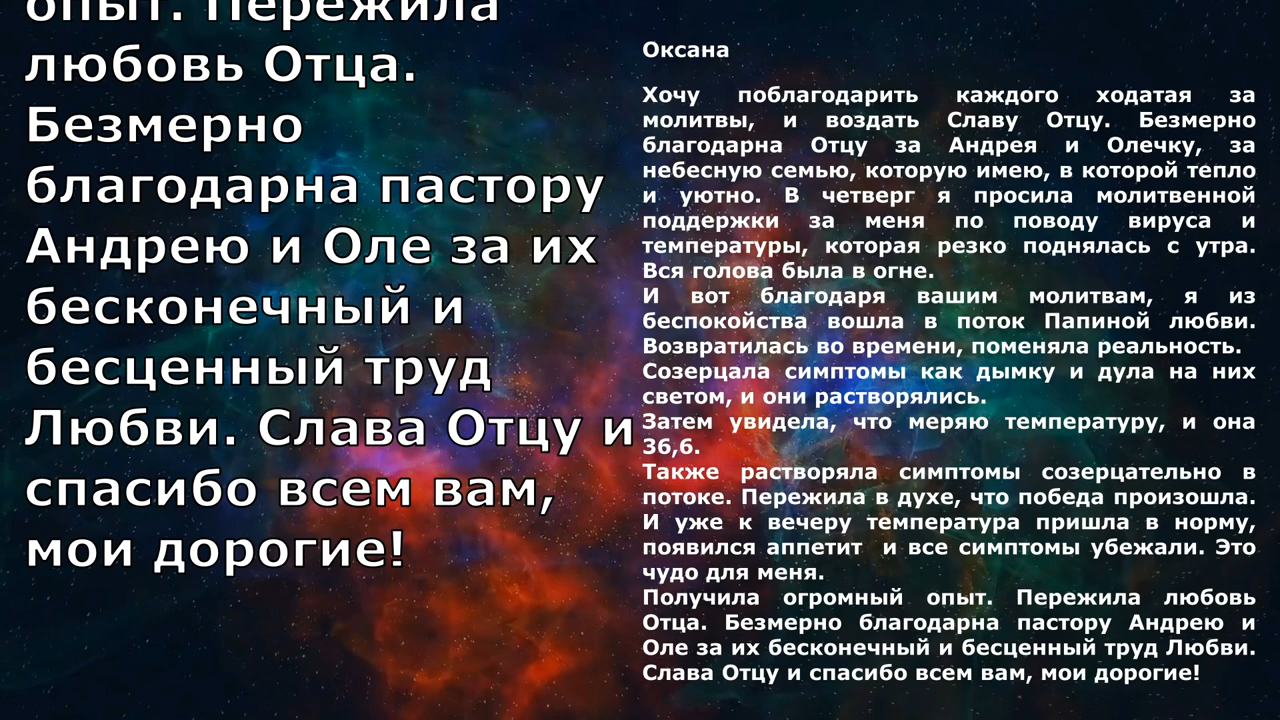 опыт. Пережила
любовь Отца.
Безмерно
благодарна пастору
Андрею и Оле за их
бесконечный и
бесценный труд
Любви. Слава Отцу и
спасибо всем вам,
мои дорогие!
Оксана
Хочу поблагодарить каждого ходатая за
молитвы, и воздать Славу Отцу. Безмерно
благодарна Отцу за Андрея и Олечку, за
небесную семью, которую имею, в которой тепло
и уютно. В четверг я просила молитвенной
поддержки за меня по поводу вируса и
температуры, которая резко поднялась с утра.
Вся голова была в огне.
И вот благодаря вашим молитвам, я из
беспокойства вошла в поток Папиной любви.
Возвратилась во времени, поменяла реальность.
Созерцала симптомы как дымку и дула на них
светом, и они растворялись.
Затем увидела, что меряю температуру, и она
36,6.
Также растворяла симптомы созерцательно в
потоке. Пережила в духе, что победа произошла.
И уже к вечеру температура пришла в норму,
появился аппетит и все симптомы убежали. Это
чудо для меня.
Получила огромный опыт. Пережила любовь
Отца. Безмерно благодарна пастору Андрею и
Оле за их бесконечный и бесценный труд Любви.
Слава Отцу и спасибо всем вам, мои дорогие!